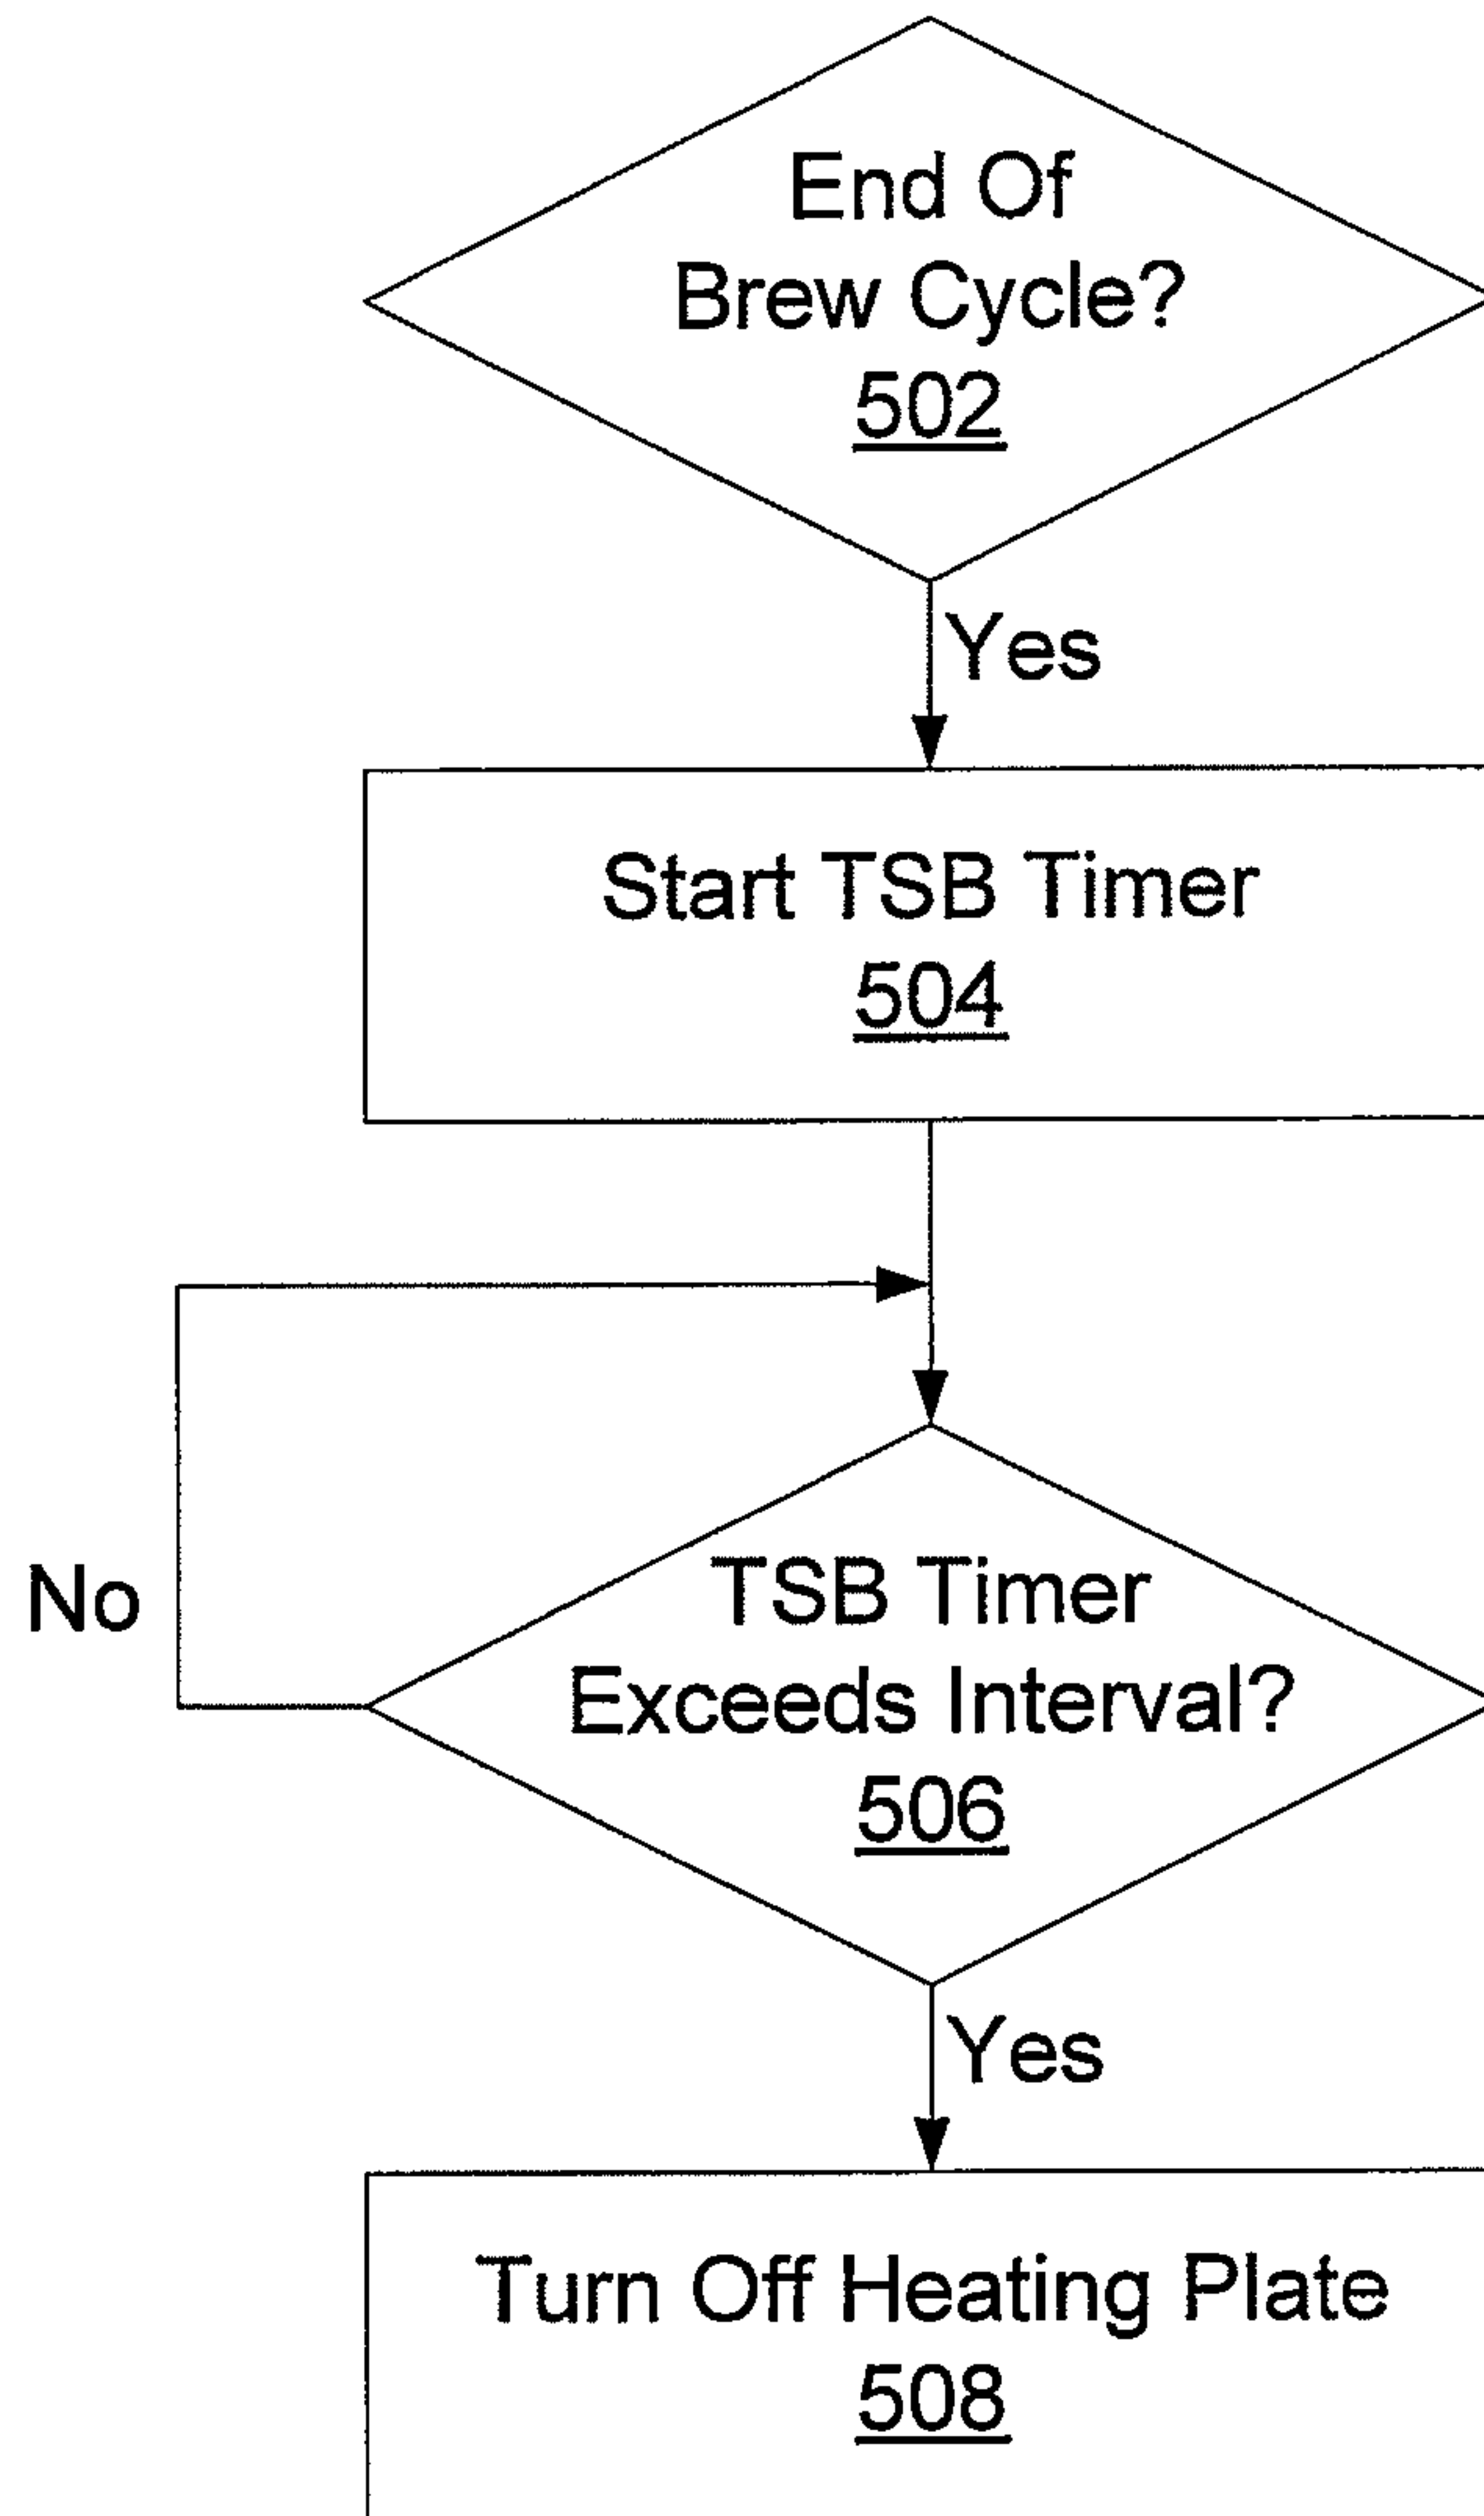 End Of
Brew Cycle?
502
Yes
Start TSB Timer
504
No
TSB Timer
Exceeds Interval?
506
Yes
Turn Off Heating Plate
508